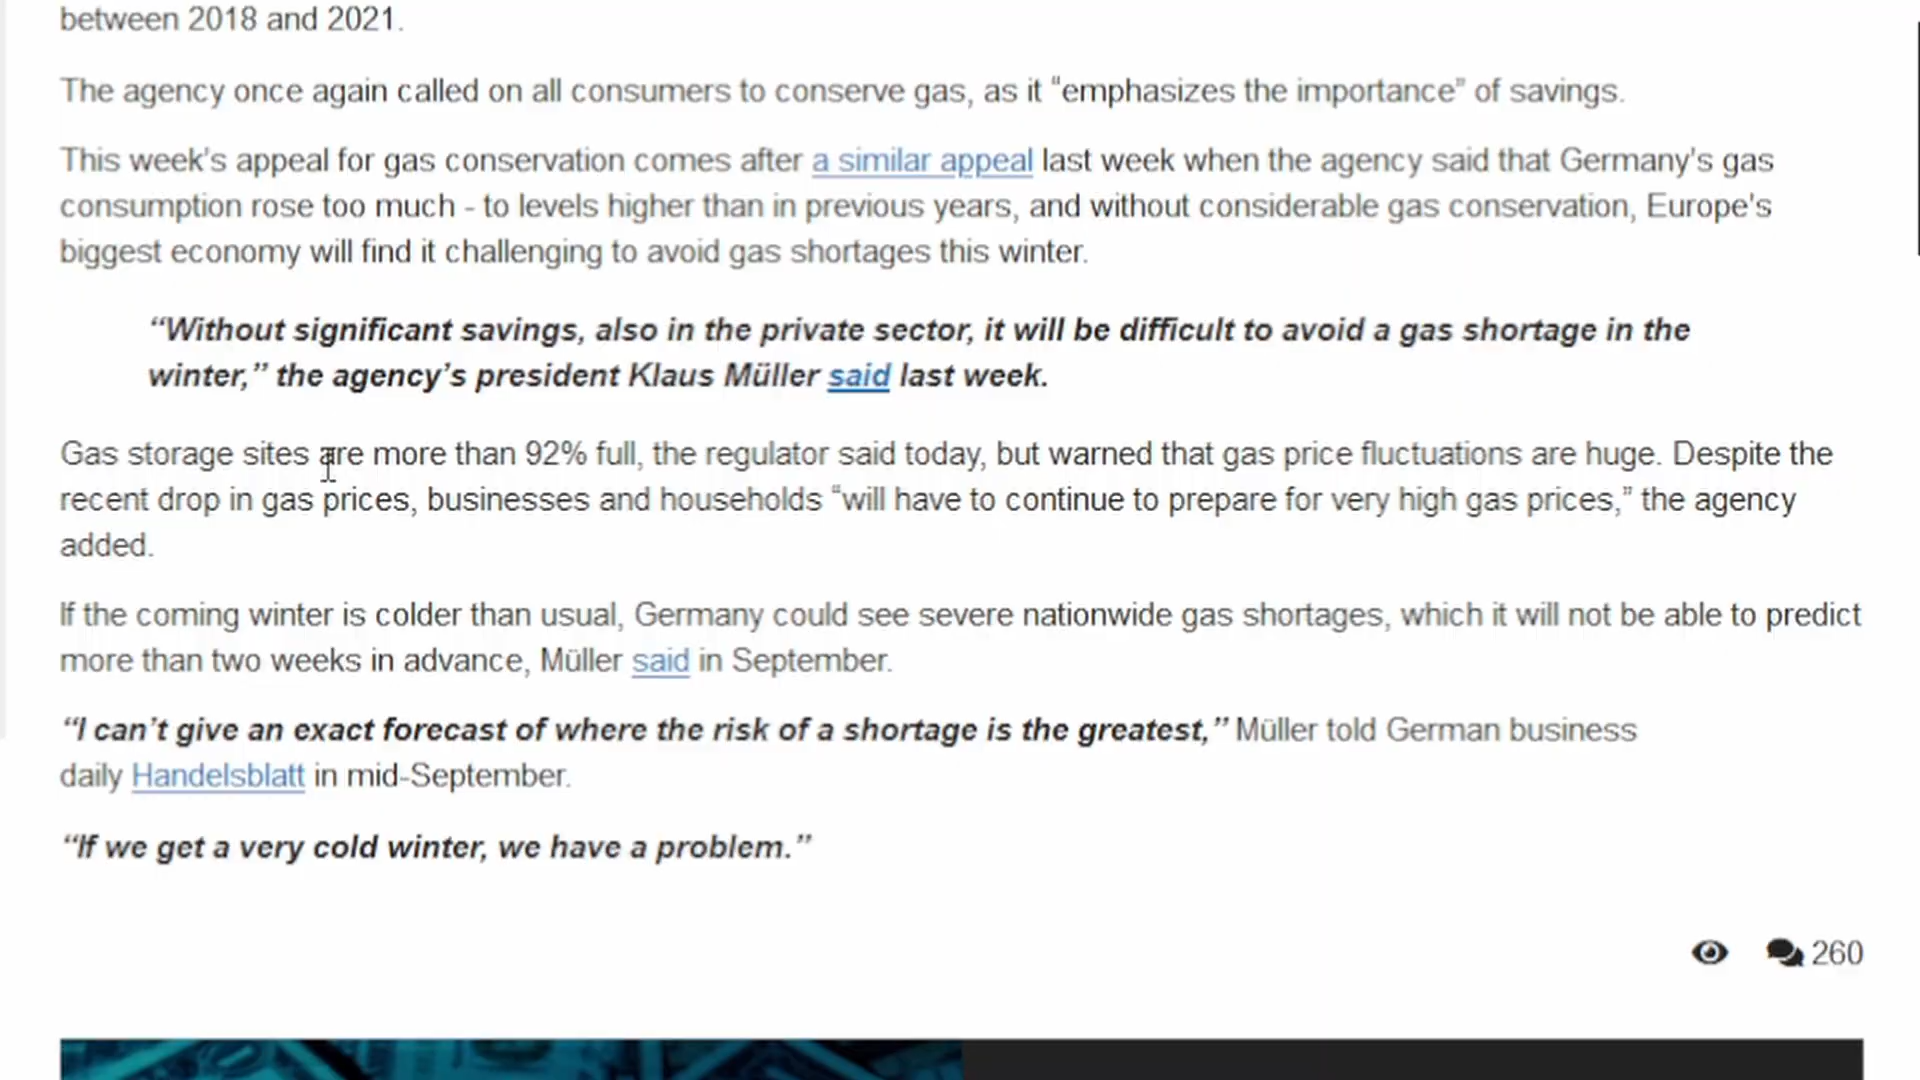 between 2018 and 2021.
The agency once again called on all consumers to conserve gas, as it “emphasizes the importance” of savings.
This week's appeal for gas conservation comes after a similar appeal last week when the agency said that Germany's gas
consumption rose too much - to levels higher than in previous years, and without considerable gas conservation, Europe's
biggest economy will find it challenging to avoid gas shortages this winter.
“Without significant savings, also in the private sector, it will be difficult to avoid a gas shortage in the
winter,” the agency’s president Klaus Müller said last week.
Gas storage sites are more than 92% full, the regulator said today, but warned that gas price fluctuations are huge. Despite the
recent drop in gas prices, businesses and households “will have to continue to prepare for very high gas prices,” the agency
added.
If the coming winter is colder than usual, Germany could see severe nationwide gas shortages, which it will not be able to predict
more than two weeks in advance, Müller said in September.
“I can’t give an exact forecast of where the risk of a shortage is the greatest,” Müller told German business
daily Handelsblatt in mid-September.
“If we get a very cold winter, we have a problem.”
260